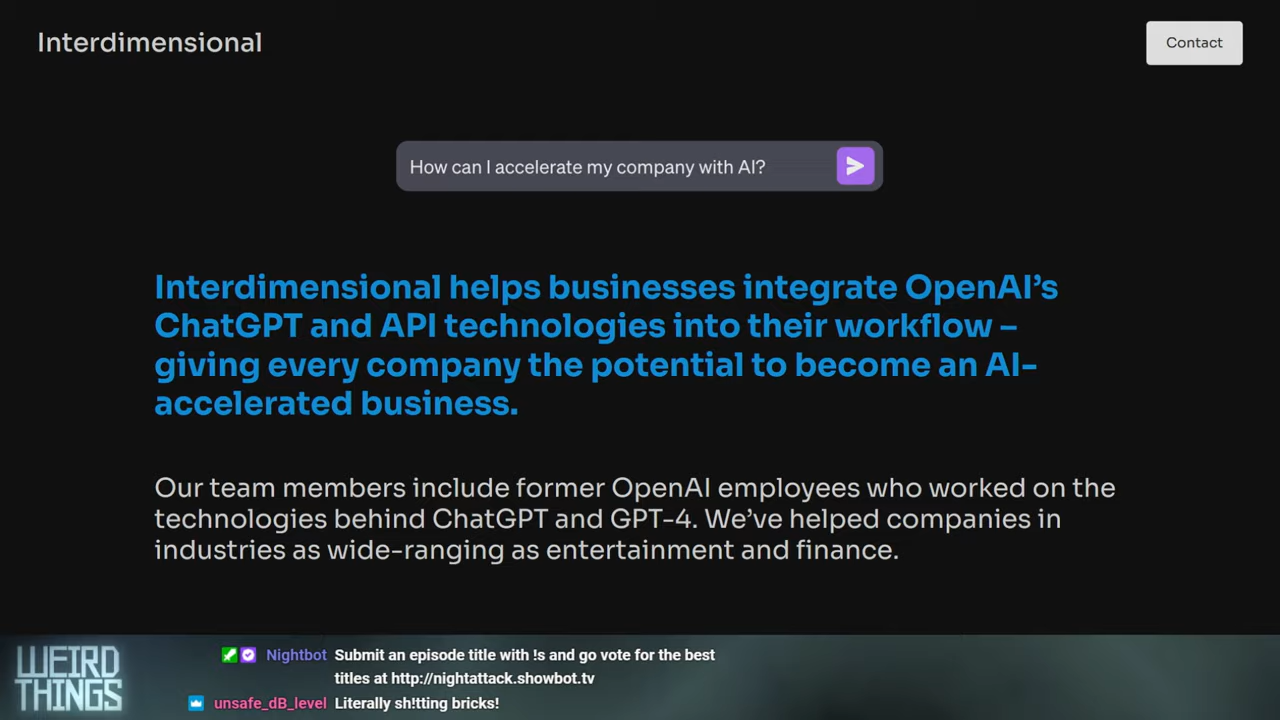 Interdimensional
Contact
How can I accelerate my company with AI?
Interdimensional helps businesses integrate OpenAI’s
ChatGPT and API technologies into their workflow –
giving every company the potential to become an AI-
accelerated business.
Our team members include former OpenAI employees who worked on the
technologies behind ChatGPT and GPT-4. We’ve helped companies in
industries as wide-ranging as entertainment and finance.
WEIRD
THINGS
Nightbot Submit an episode title with !s and go vote for the best
titles at http://nightattack.showbot.tv
unsafe_dB_level Literally sh!tting bricks!